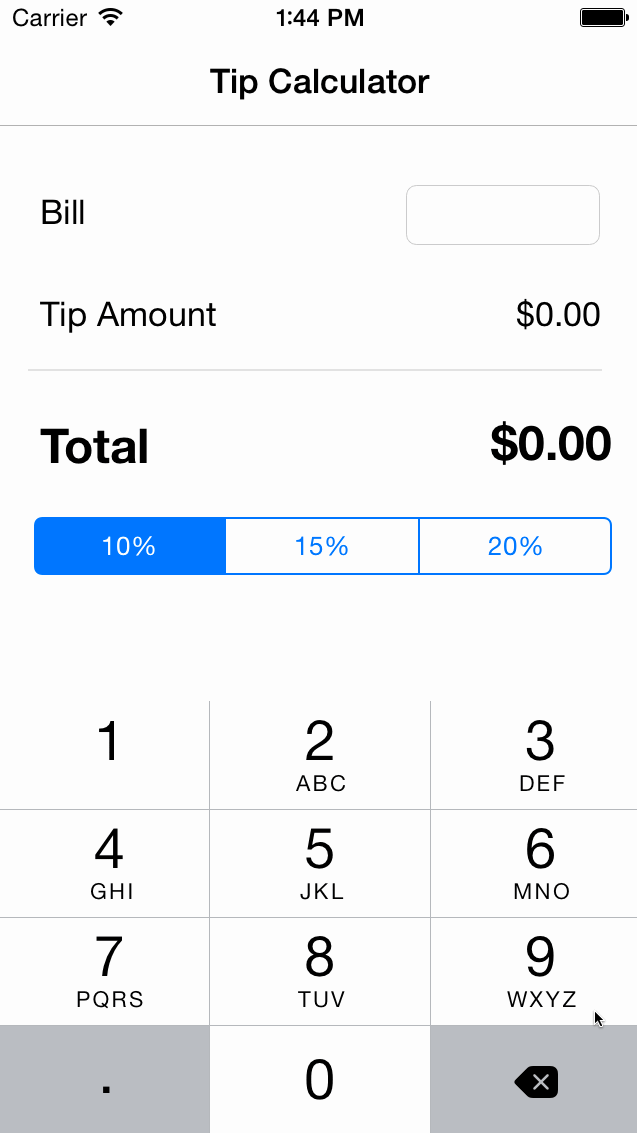 Carrier 1:44 PM
Tip Calculator
Bill
Tip Amount $0.00
Total $0.00
10% 15% 20%
1 2 3
ABC DEF
4 5 6
GHI JKL MNO
7 8 9
PQRS TUV WXYZ
. 0